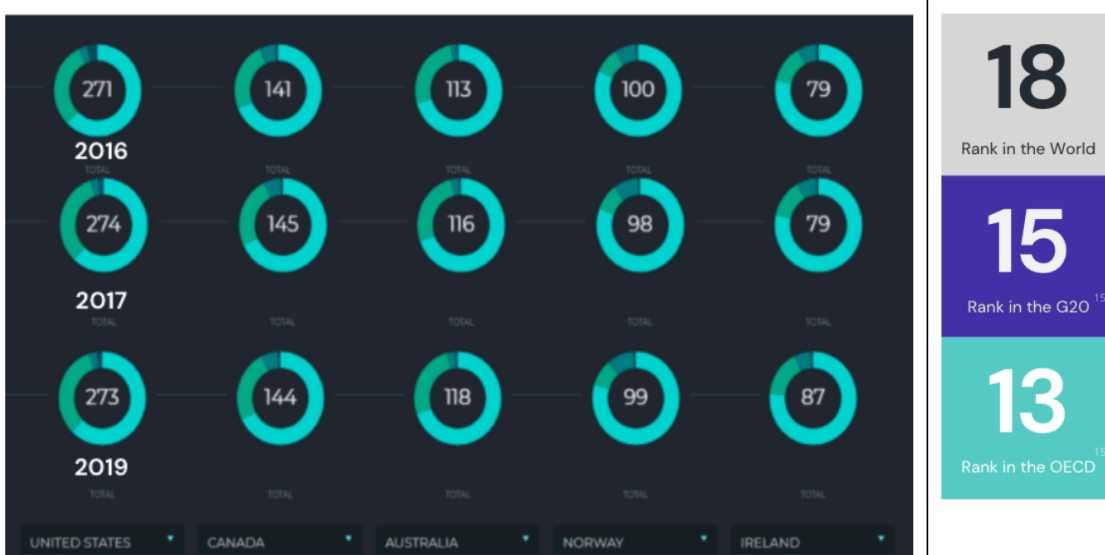 271 141 113 100 79
2016
TOTAL TOTAL TOTAL TOTAL TOTAL
274 145 116 98 79
2017
TOTAL TOTAL TOTAL TOTAL TOTAL
273 144 118 99 87
2019
TOTAL TOTAL TOTAL TOTAL TOTAL
UNITED STATES CANADA AUSTRALIA NORWAY IRELAND
18
Rank in the World
15
Rank in the G20 15
13
15
Rank in the OECD